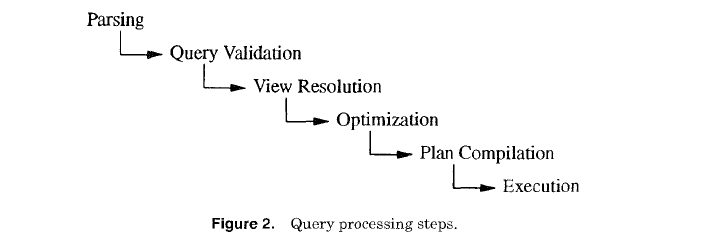 Parsing
Query Validation
View Resolution
Optimization
Plan Compilation
Execution
Figure 2. Query processing steps.